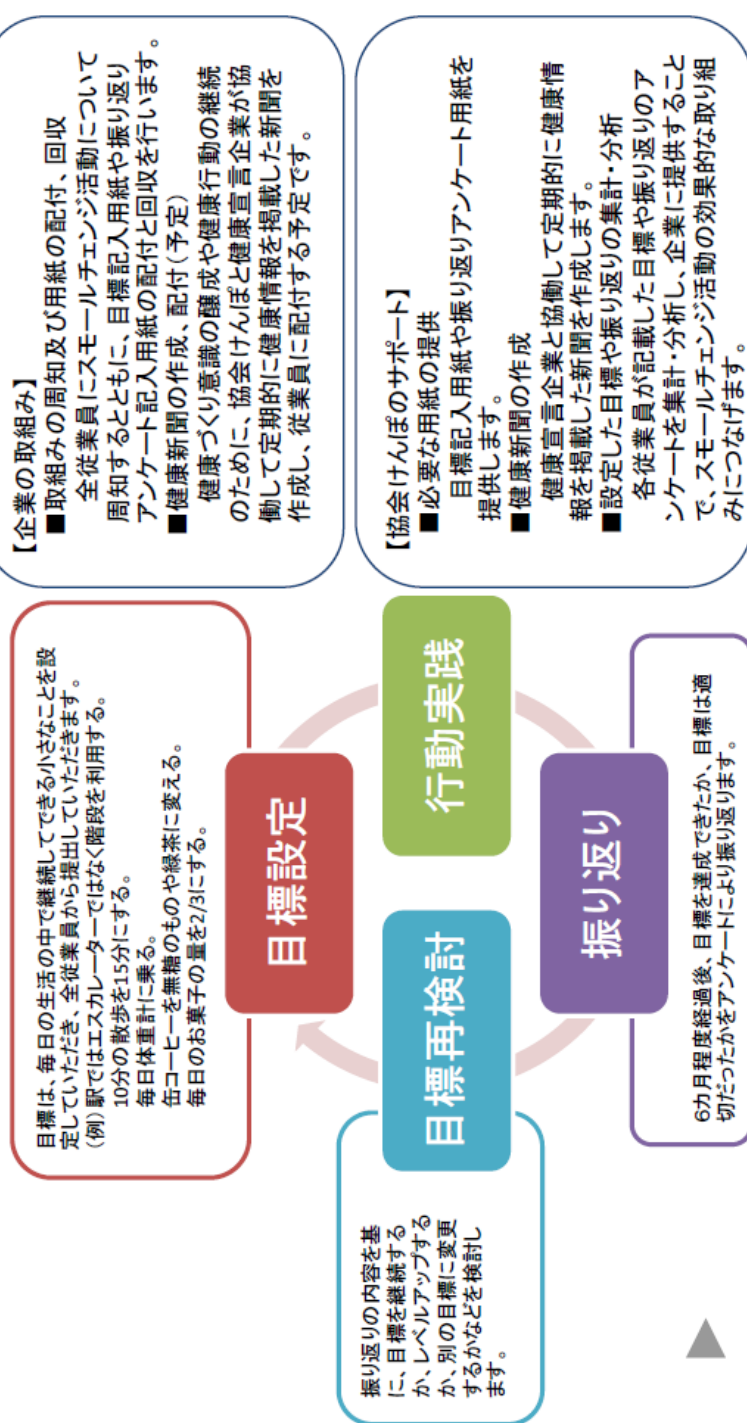 目標は、毎日の生活の中で継続してできる小さなことを設
定していただき、全従業員から提出していただきます。
(例)駅ではエスカレーターではなく階段を利用する。
10分の散歩を15分にする。
毎日体重計に乗る。
缶コーヒーを無糖のものや緑茶に変える。
毎日のお菓子の量を2/3にする。
目標設定
行動実践
振り返り
6カ月程度経過後、目標を達成できたか、目標は適
切だったかをアンケートにより振り返ります。
目標再検討
振り返りの内容を基
に、目標を継続する
か、レベルアップする
か、別の目標に変更
するかなどを検討し
ます。
【企業の取組み】
■取組みの周知及び用紙の配付、回収
全従業員にスモールチェンジ活動について
周知するとともに、目標記入用紙や振り返り
アンケート記入用紙の配付と回収を行います。
■健康新聞の作成、配付(予定)
健康づくり意識の醸成や健康行動の継続
のために、協会けんぽと健康宣言企業が協
働して定期的に健康情報を掲載した新聞を
作成し、従業員に配付する予定です。
【協会けんぽのサポート】
■必要な用紙の提供
目標記入用紙や振り返りアンケート用紙を
提供します。
■健康新聞の作成
健康宣言企業と協働して定期的に健康情
報を掲載した新聞を作成します。
■設定した目標や振り返りの集計・分析
各従業員が記載した目標や振り返りのア
ンケートを集計・分析し、企業に提供すること
で、スモールチェンジ活動の効果的な取り組
みにつなげます。